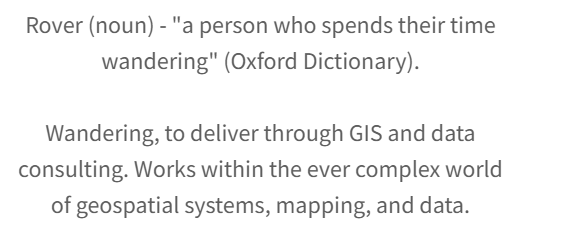 Rover (noun) - "a person who spends their time
wandering" (Oxford Dictionary).
Wandering, to deliver through GIS and data
consulting. Works within the ever complex world
of geospatial systems, mapping, and data.